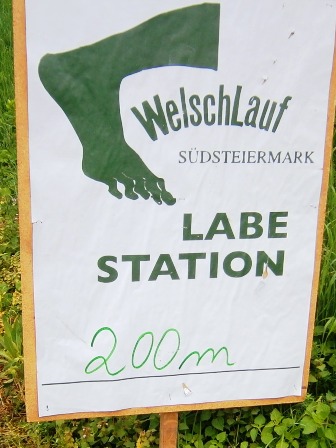 WelschLauf
SÜDSTEIERMARK
LABE
STATION
200m